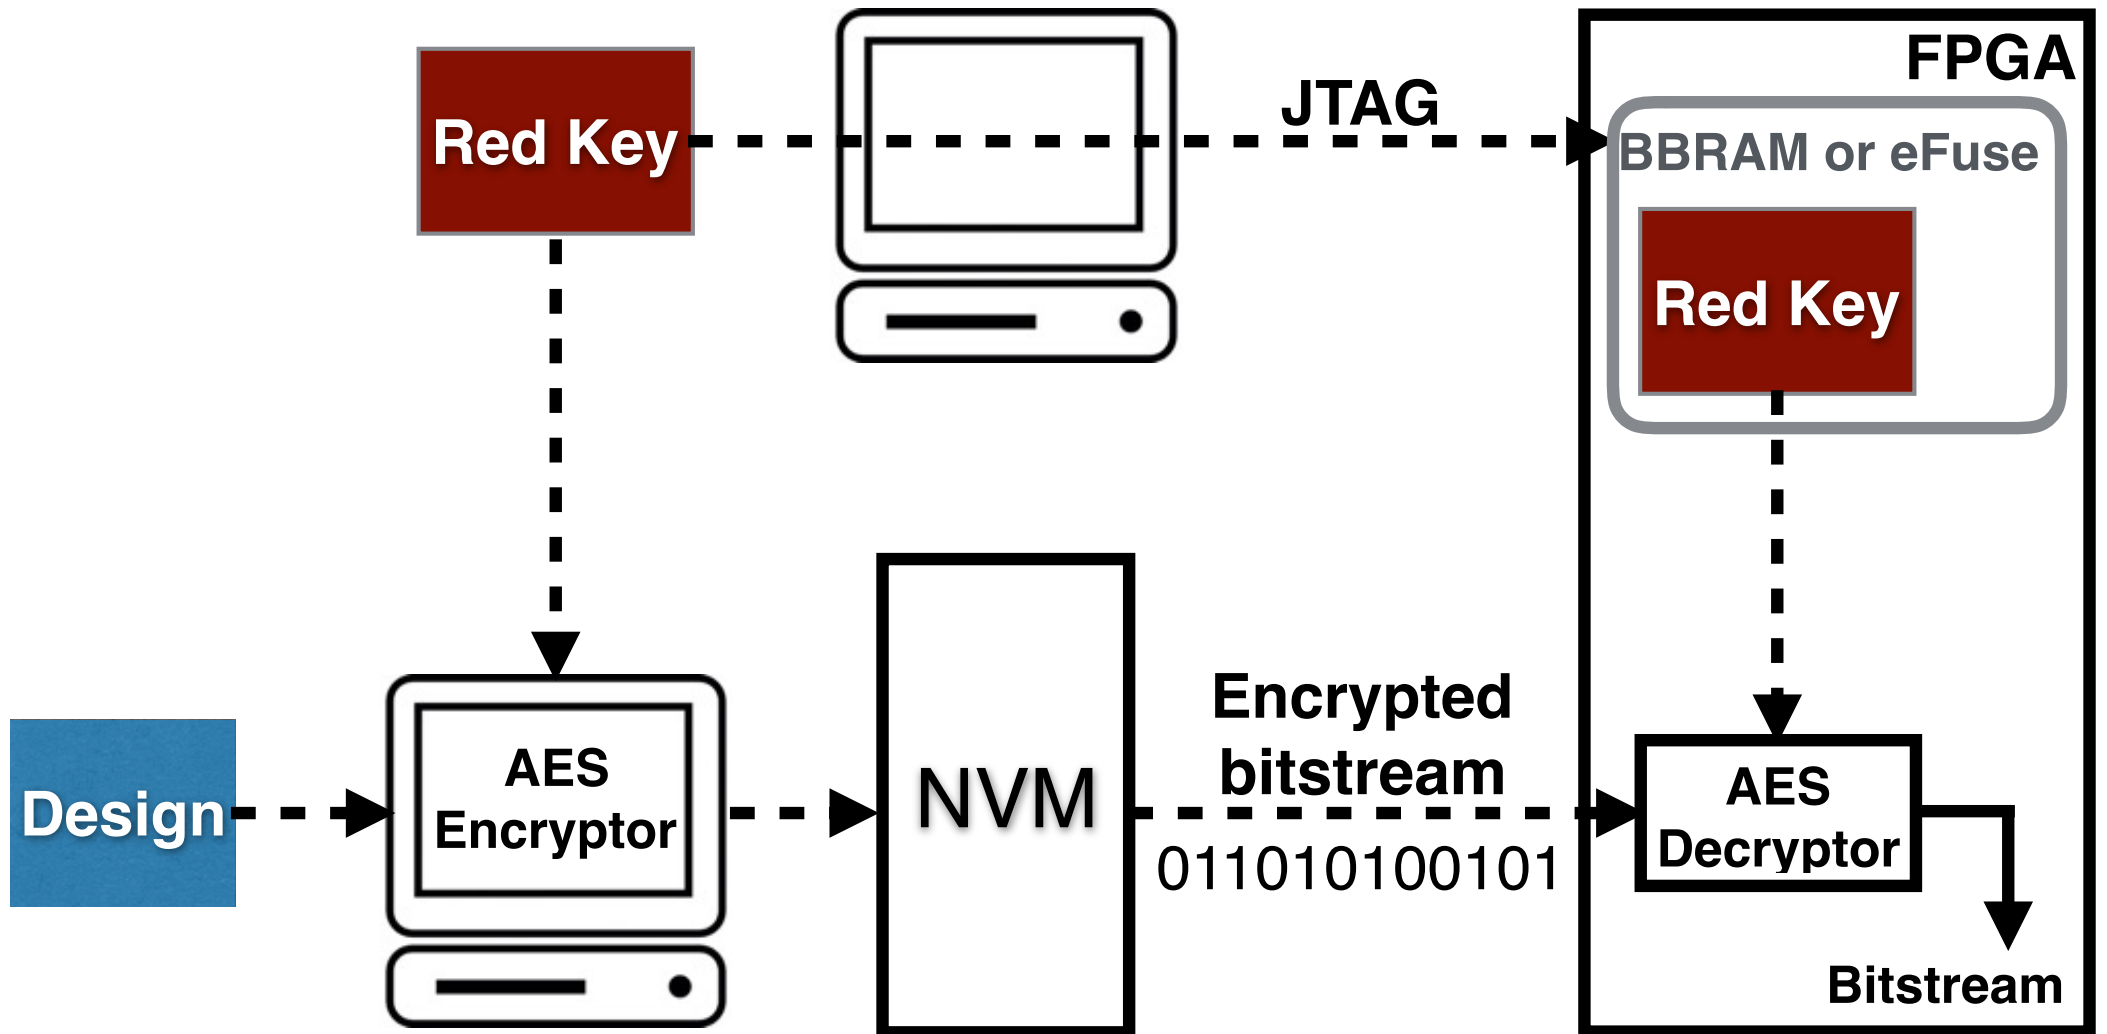 FPGA
Red Key
JTAG
BBRAM or eFuse
Red Key
Design
AES
Encryptor
NVM
Encrypted
bitstream
011010100101
AES
Decryptor
Bitstream